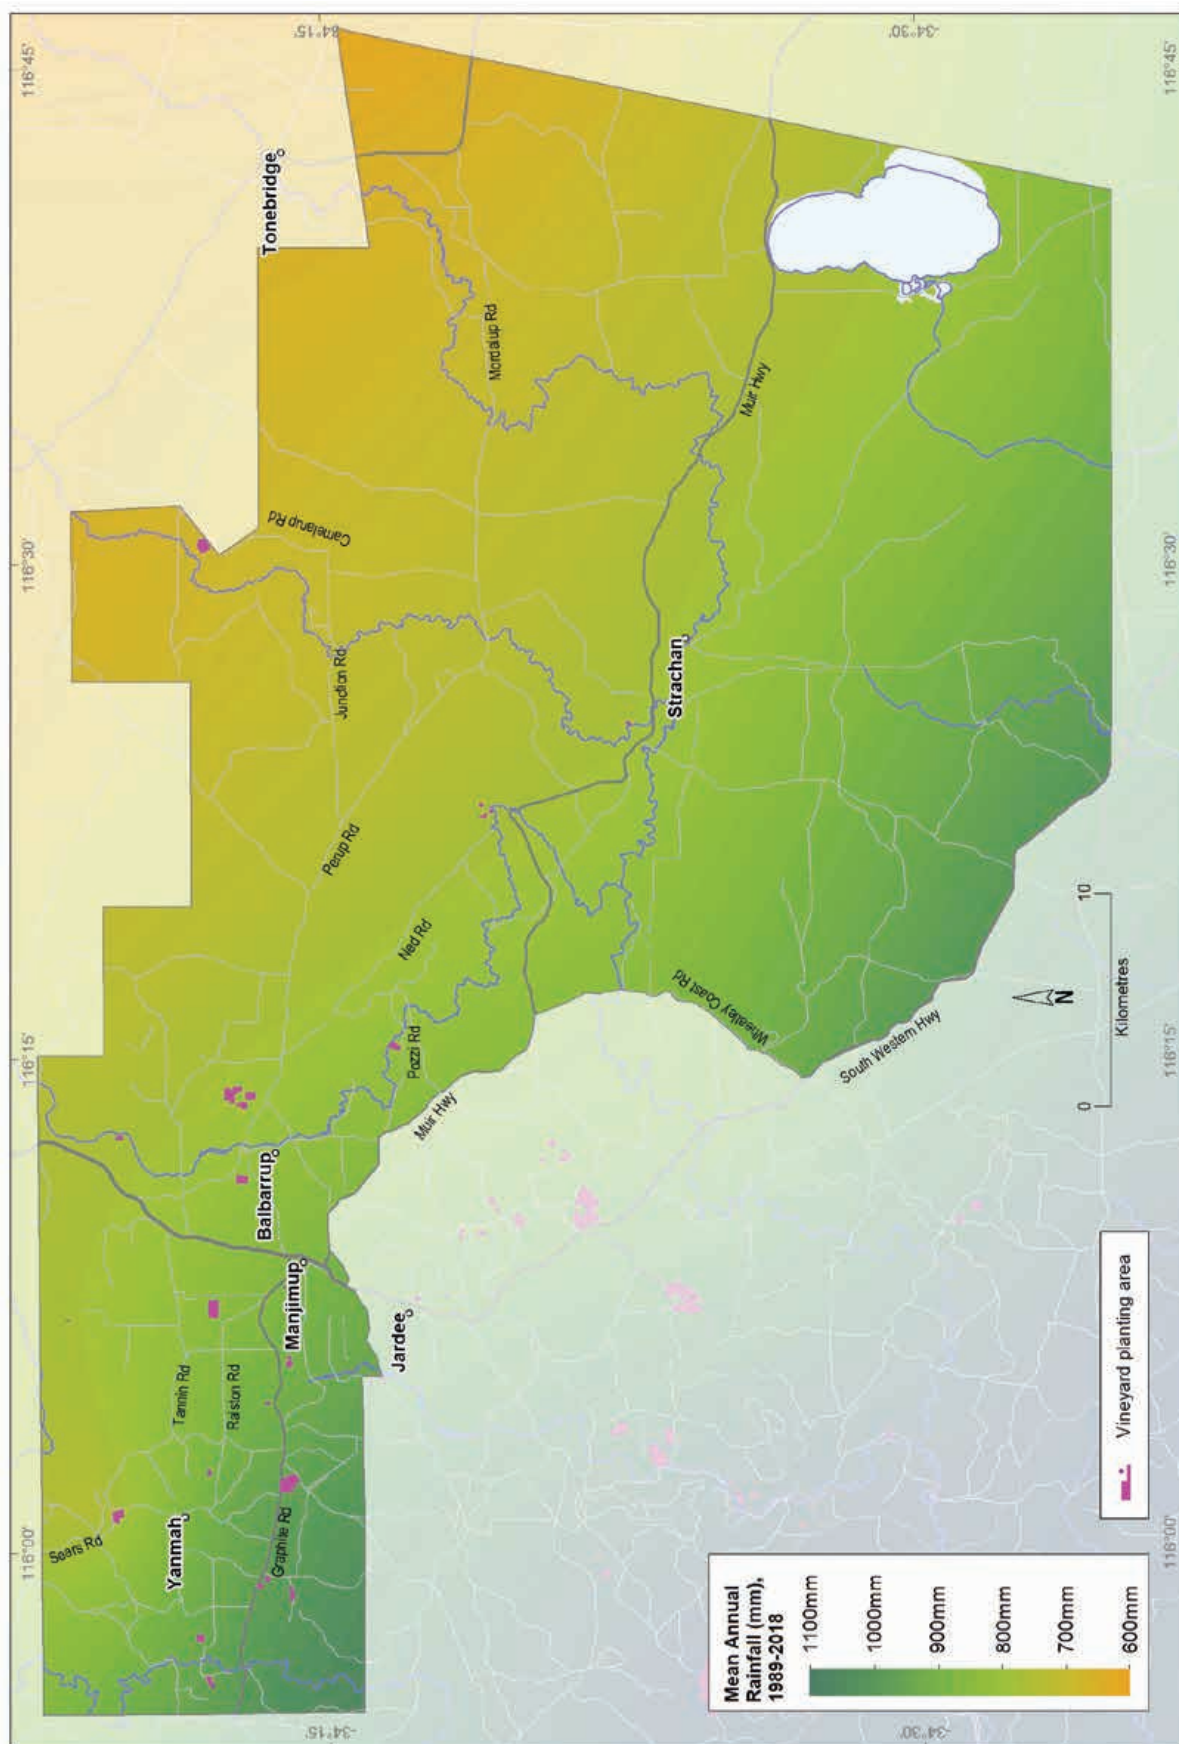 116°00'
116°15'
116°30'
116°45'
-34°15'
-34°15'
-34°30'
-34°30'
116°00'
116°15'
116°30'
116°45'
Sears Rd
Yanmah
Tannin Rd
Ralston Rd
Graphite Rd
Manjimup
Balbarrup
Jardee
Muir Hwy
Pozzi Rd
Ned Rd
Perup Rd
Junction Rd
Camelarup Rd
Tonebridge
Mordalup Rd
Muir Hwy
Strachan
Wheatley Coast Rd
South Western Hwy
Mean Annual
Rainfall (mm),
1989-2018
1100mm
1000mm
900mm
800mm
700mm
600mm
Vineyard planting area
N
0
10
Kilometres